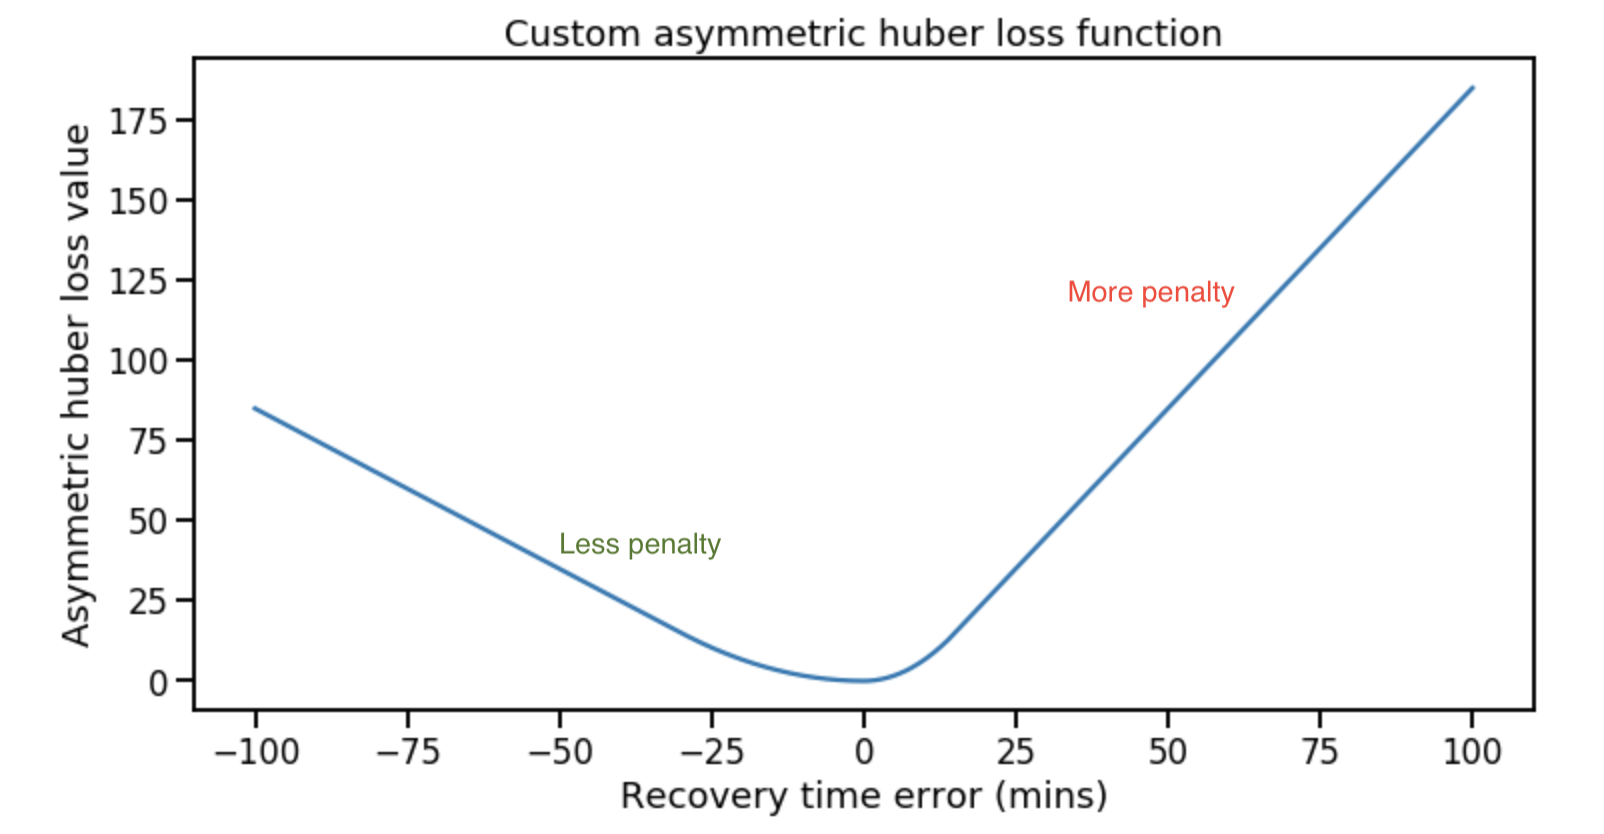 Custom asymmetric huber loss function
Asymmetric huber loss value
175
150
125
100
75
50
25
0
More penalty
Less penalty
−100 −75 −50 −25 0 25 50 75 100
Recovery time error (mins)